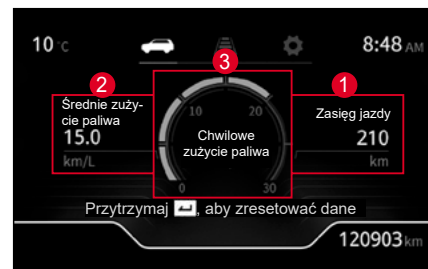 10 °C
8:48 AM
3
2
1
Średnie zuży-
cie paliwa
15.0
km/L
10
20
Chwilowe
zużycie paliwa
0
30
Zasięg jazdy
210
km
Przytrzymaj , aby zresetować dane
120903 km